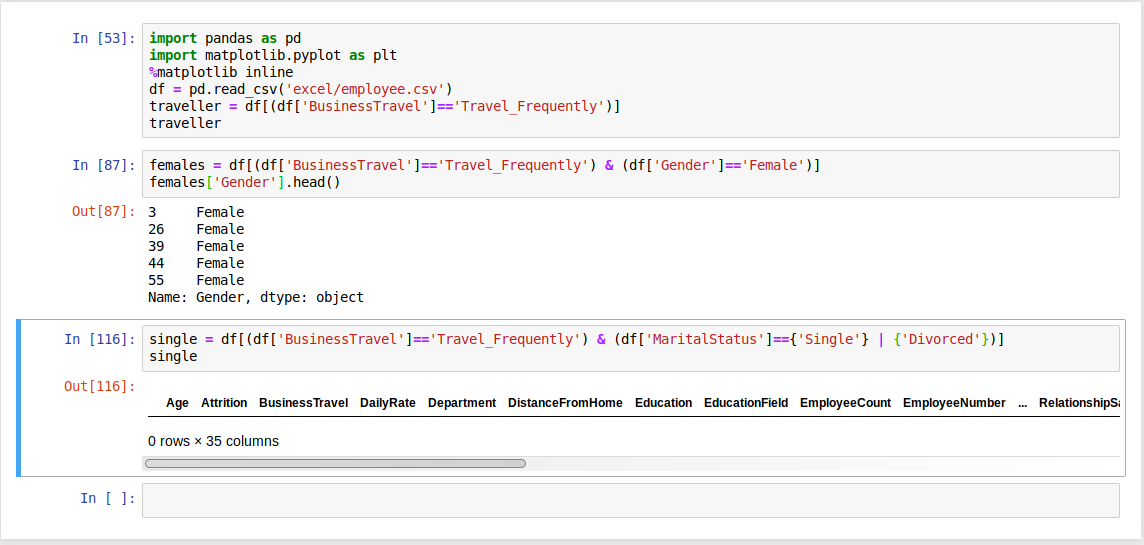 In [53]: import pandas as pd
import matplotlib.pyplot as plt
%matplotlib inline
df = pd.read_csv('excel/employee.csv')
traveller = df[(df['BusinessTravel']=='Travel_Frequently')]
traveller
In [87]: females = df[(df['BusinessTravel']=='Travel_Frequently') & (df['Gender']=='Female')]
females['Gender'].head()
Out[87]: 3     Female
26    Female
39    Female
44    Female
55    Female
Name: Gender, dtype: object
In [116]: single = df[(df['BusinessTravel']=='Travel_Frequently') & (df['MaritalStatus']=={'Single'} | {'Divorced'})]
single
Out[116]:
Age Attrition BusinessTravel DailyRate Department DistanceFromHome Education EducationField EmployeeCount EmployeeNumber ... RelationshipSa
0 rows × 35 columns
In [ ]: